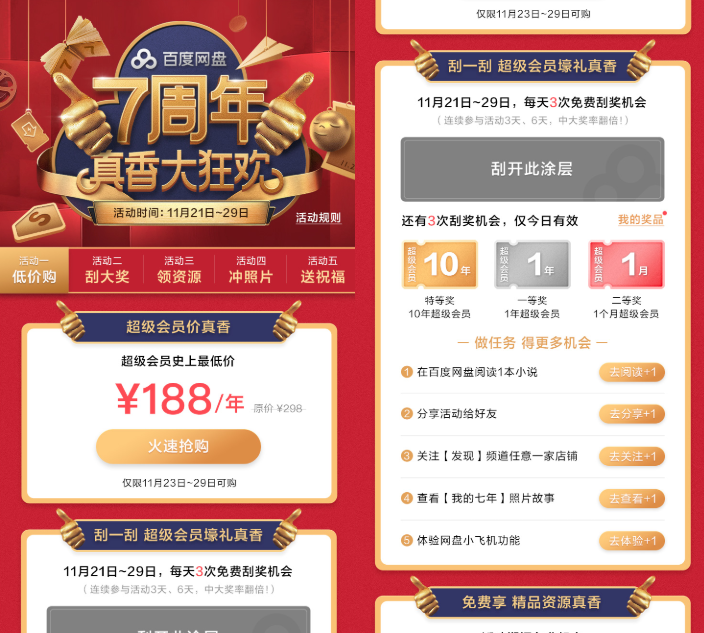 百度网盘
7周年
真香大狂欢
活动时间：11月21日~29日
活动规则
活动一
低价购
活动二
刮大奖
活动三
领资源
活动四
冲照片
活动五
送祝福
超级会员价真香
超级会员史上最低价
¥188/年 原价 ¥298
火速抢购
仅限11月23日~29日可购
刮一刮 超级会员壕礼真香
11月21日~29日，每天3次免费刮奖机会
（连续参与活动3天、6天，中大奖率翻倍！）
仅限11月23日~29日可购
刮一刮 超级会员壕礼真香
11月21日~29日，每天3次免费刮奖机会
（连续参与活动3天、6天，中大奖率翻倍！）
刮开此涂层
还有3次刮奖机会，仅今日有效
我的奖品
超级会员 10年
超级会员 1年
超级会员 1月
特等奖
10年超级会员
一等奖
1年超级会员
二等奖
1个月超级会员
做任务 得更多机会
1 在百度网盘阅读1本小说 去阅读+1
2 分享活动给好友 去分享+1
3 关注【发现】频道任意一家店铺 去关注+1
4 查看【我的七年】照片故事 去查看+1
5 体验网盘小飞机功能 去体验+1
免费享 精品资源真香